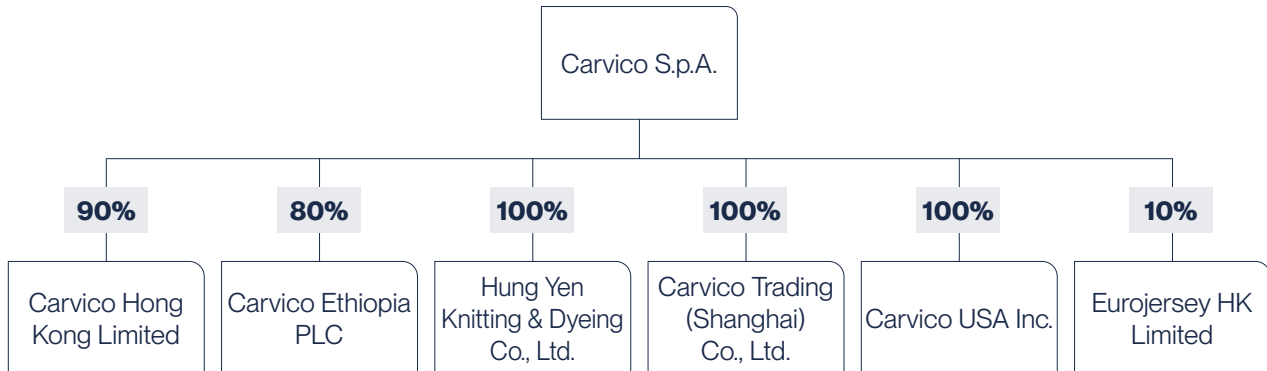 Carvico S.p.A.
90%
80%
100%
100%
100%
10%
Carvico Hong
Kong Limited
Carvico Ethiopia
PLC
Hung Yen
Knitting & Dyeing
Co., Ltd.
Carvico Trading
(Shanghai)
Co., Ltd.
Carvico USA Inc.
Eurojersey HK
Limited